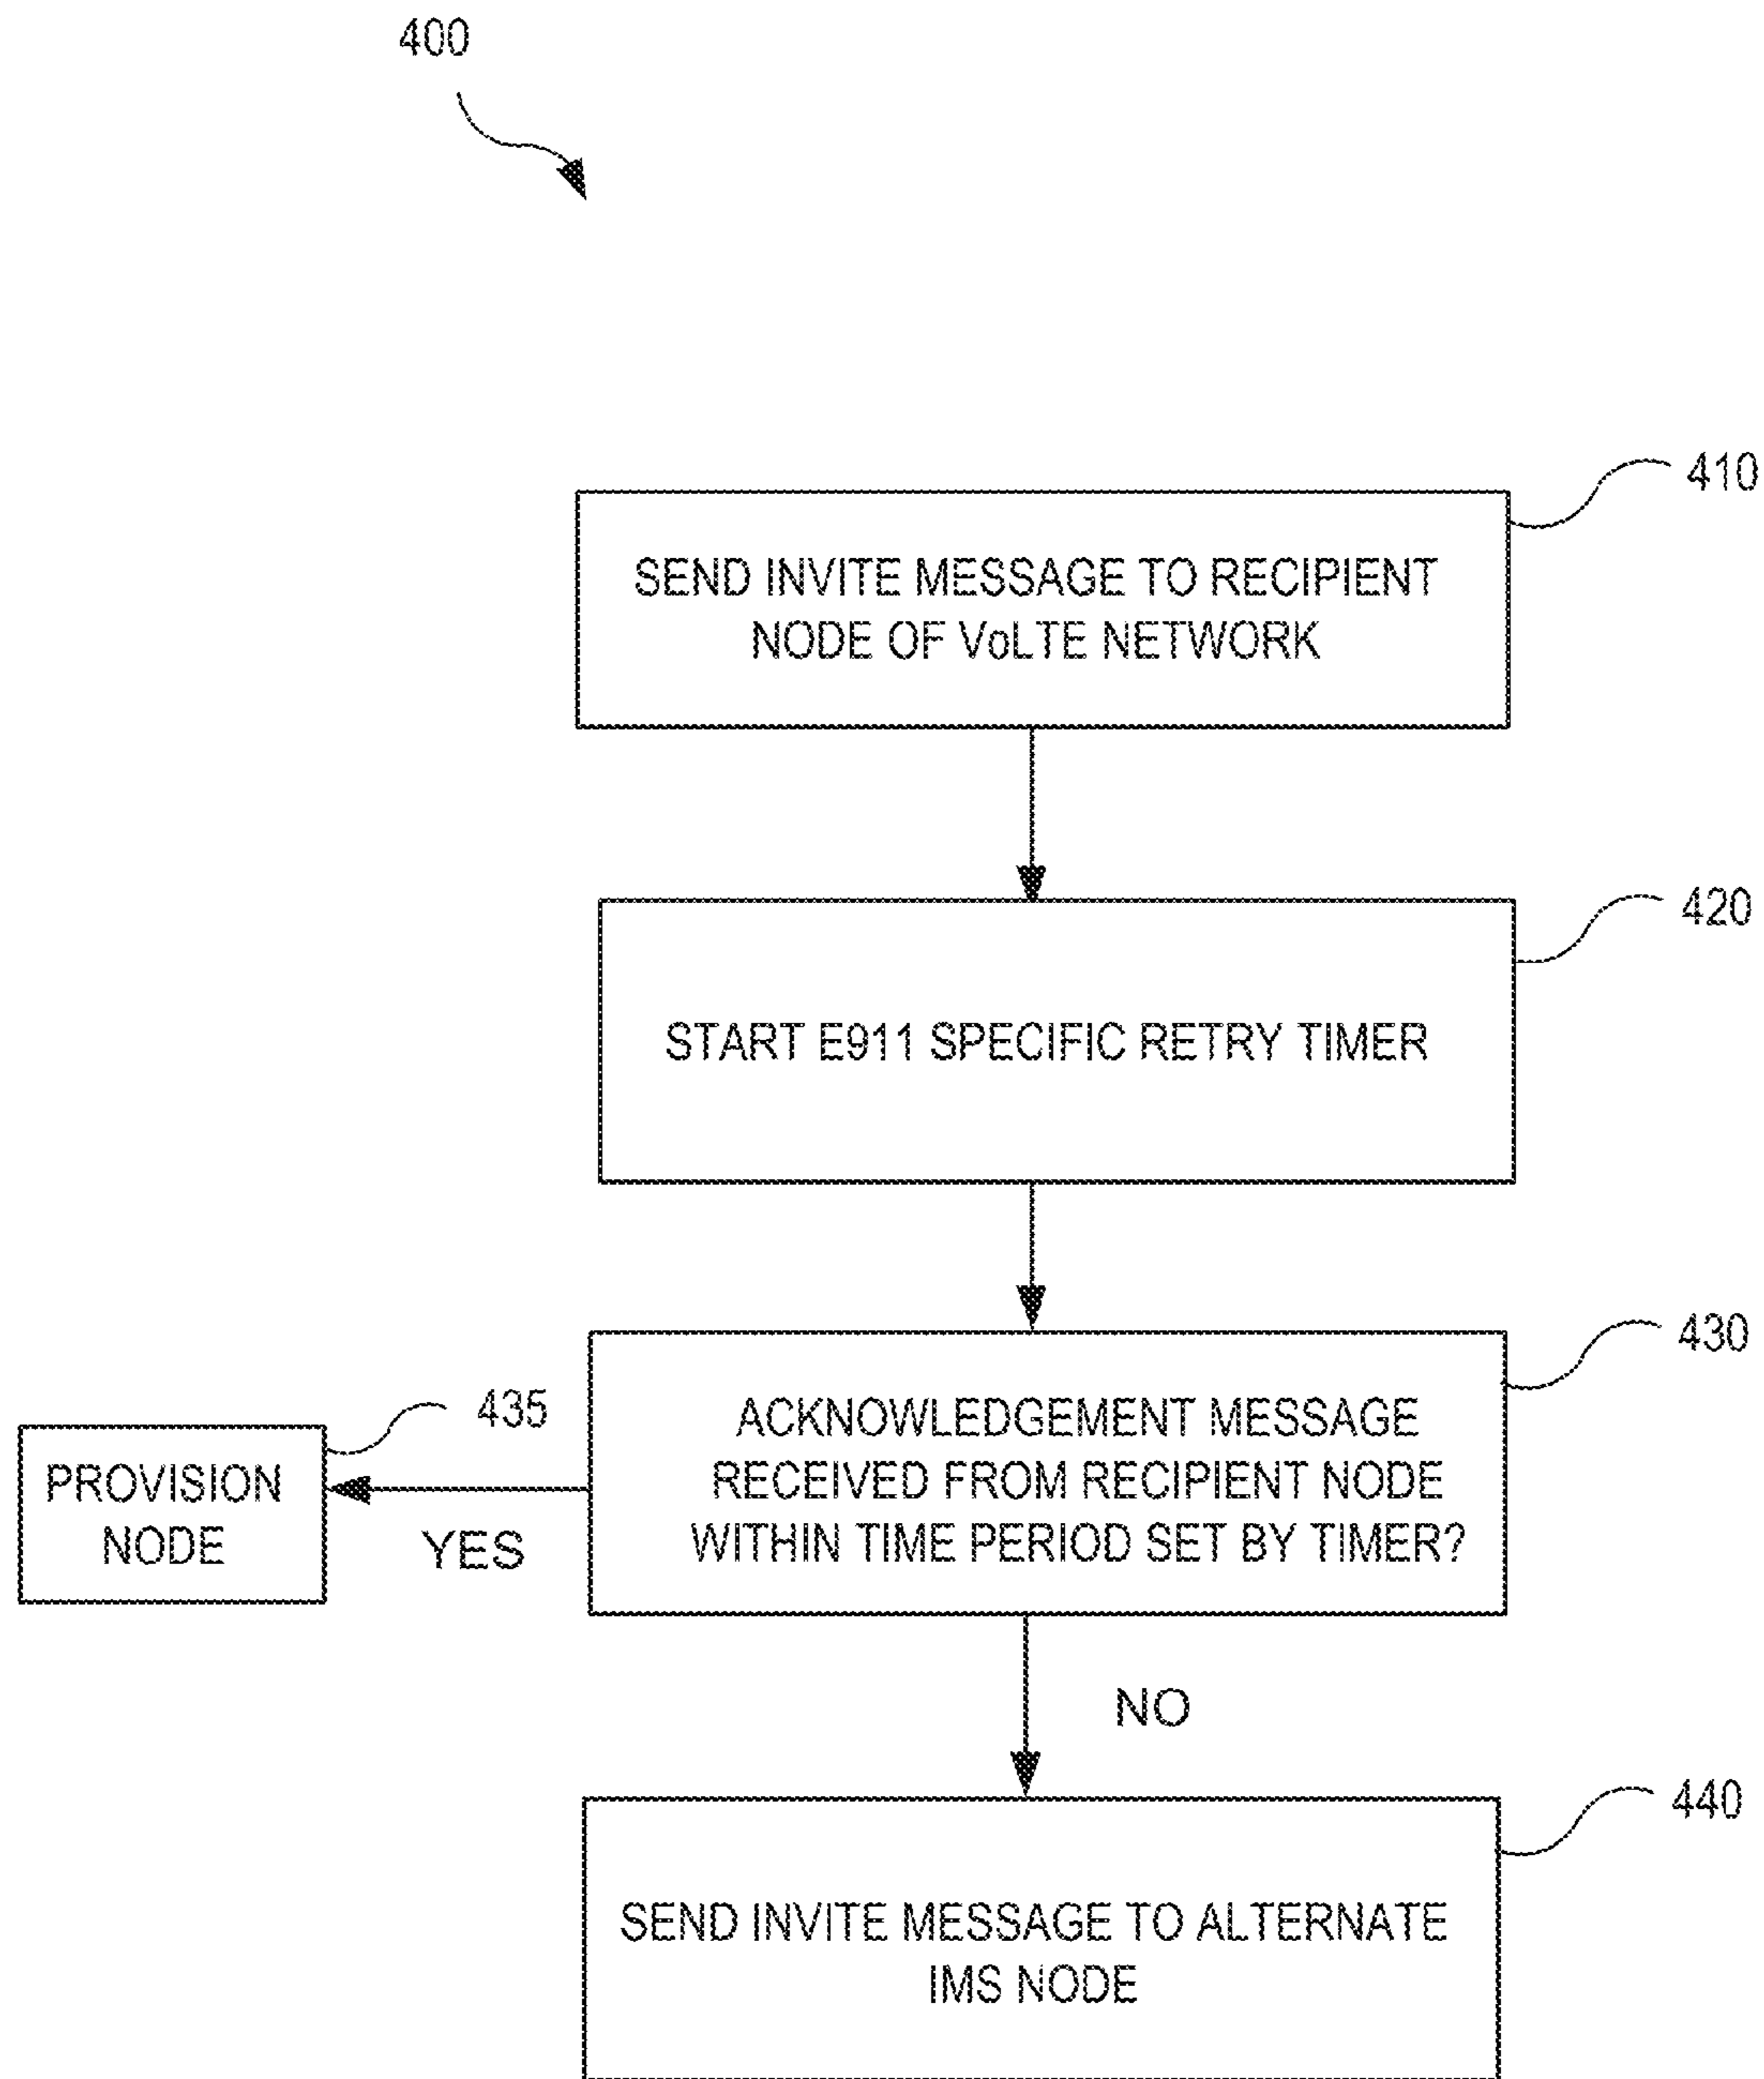 400
410
SEND INVITE MESSAGE TO RECIPIENT
NODE OF VoLTE NETWORK
420
START E911 SPECIFIC RETRY TIMER
430
ACKNOWLEDGEMENT MESSAGE
RECEIVED FROM RECIPIENT NODE
WITHIN TIME PERIOD SET BY TIMER?
435
PROVISION
NODE
YES
NO
440
SEND INVITE MESSAGE TO ALTERNATE
IMS NODE